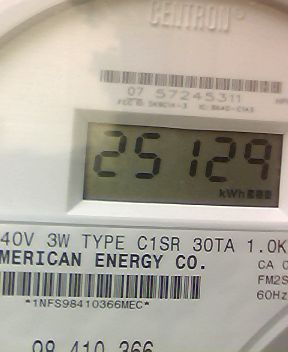 CENTRON
07 57245311
25129
kWh
40V 3W TYPE C1SR 30TA 1.0K
MERICAN ENERGY CO.
CA 0
FM2S
60Hz
*1NFS98410366MEC*
98 410 366